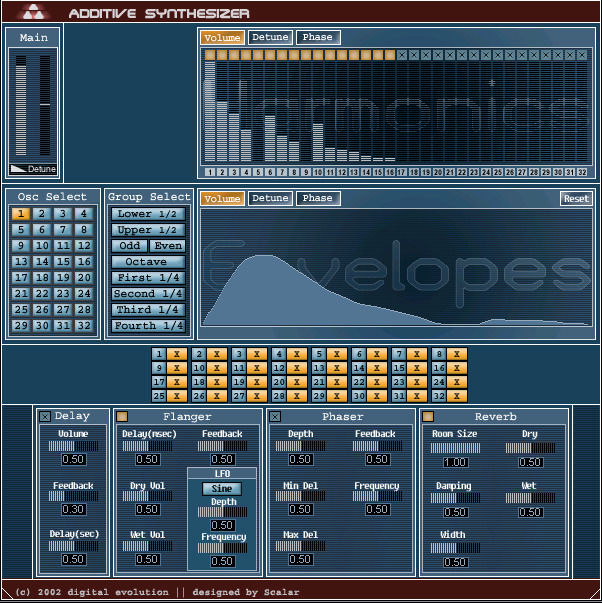 ADDITIVE SYNTHESIZER
Main
Detune
Volume Detune Phase
Harmonics
1 2 3 4 5 6 7 8 9 10 11 12 13 14 15 16 17 18 19 20 21 22 23 24 25 26 27 28 29 30 31 32
Osc Select
1 2 3 4
5 6 7 8
9 10 11 12
13 14 15 16
17 18 19 20
21 22 23 24
25 26 27 28
29 30 31 32
Group Select
Lower 1/2
Upper 1/2
Odd Even
Octave
First 1/4
Second 1/4
Third 1/4
Fourth 1/4
Volume Detune Phase Reset
Envelopes
1 X 2 X 3 X 4 X 5 X 6 X 7 X 8 X
9 X 10 X 11 X 12 X 13 X 14 X 15 X 16 X
17 X 18 X 19 X 20 X 21 X 22 X 23 X 24 X
25 X 26 X 27 X 28 X 29 X 30 X 31 X 32 X
Delay
Volume
0.50
Feedback
0.30
Delay(sec)
0.50
Flanger
Delay(msec) Feedback
0.50 0.50
Dry Vol
0.50
Wet Vol
0.50
LFO
Sine
Depth
0.50
Frequency
0.50
Phaser
Depth Feedback
0.50 0.50
Min Del Frequency
0.50 0.50
Max Del
0.50
Reverb
Room Size Dry
1.00 0.50
Damping Wet
0.50 0.50
Width
0.50
(c) 2002 digital evolution || designed by Scalar